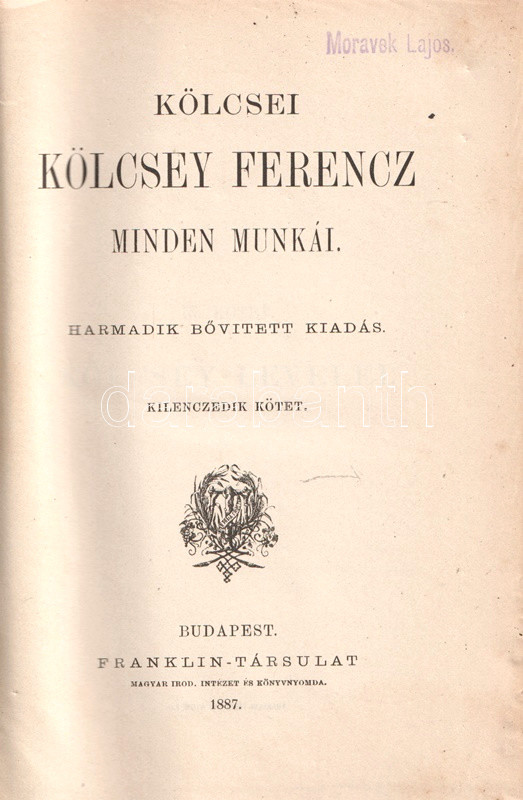 Moravek Lajos.
KÖLCSEI
KÖLCSEY FERENCZ
MINDEN MUNKÁI.
HARMADIK BŐVITETT KIADÁS.
KILENCZEDIK KÖTET.
darabanth
BUDAPEST.
FRANKLIN-TÁRSULAT
MAGYAR IROD. INTÉZET ÉS KÖNYVNYOMDA.
1887.